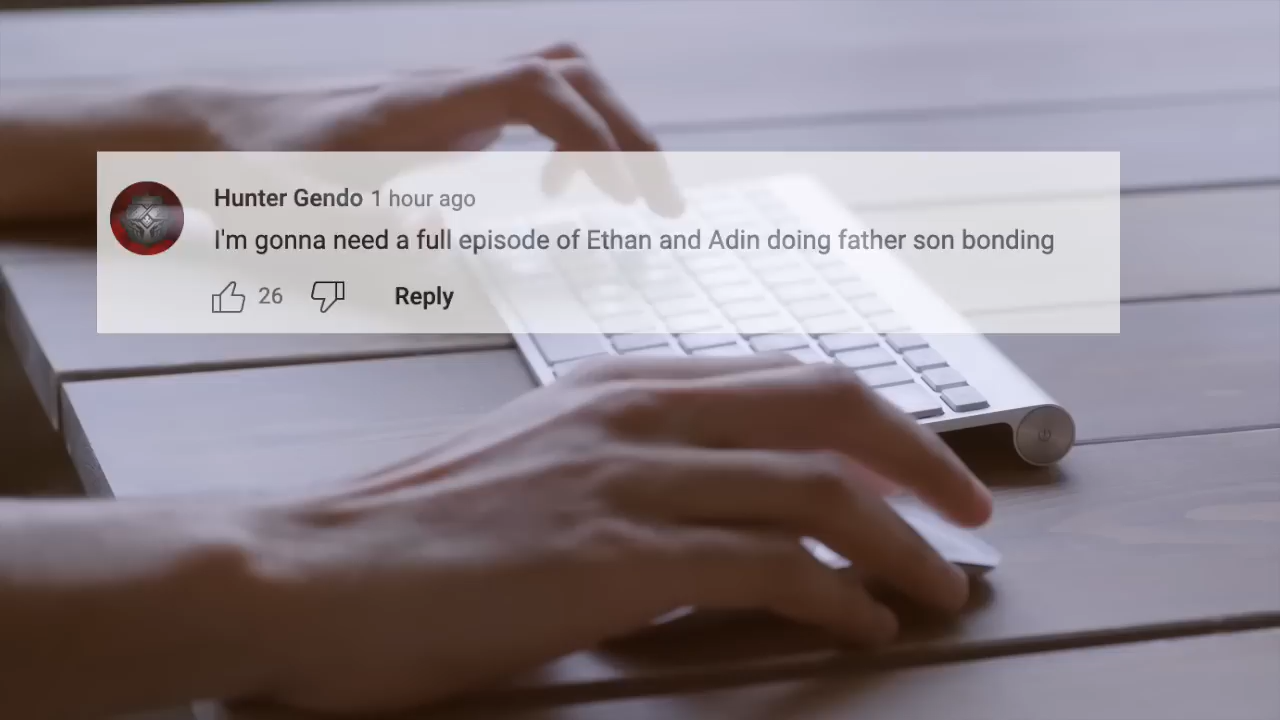 Hunter Gendo 1 hour ago
I'm gonna need a full episode of Ethan and Adin doing father son bonding
26 Reply